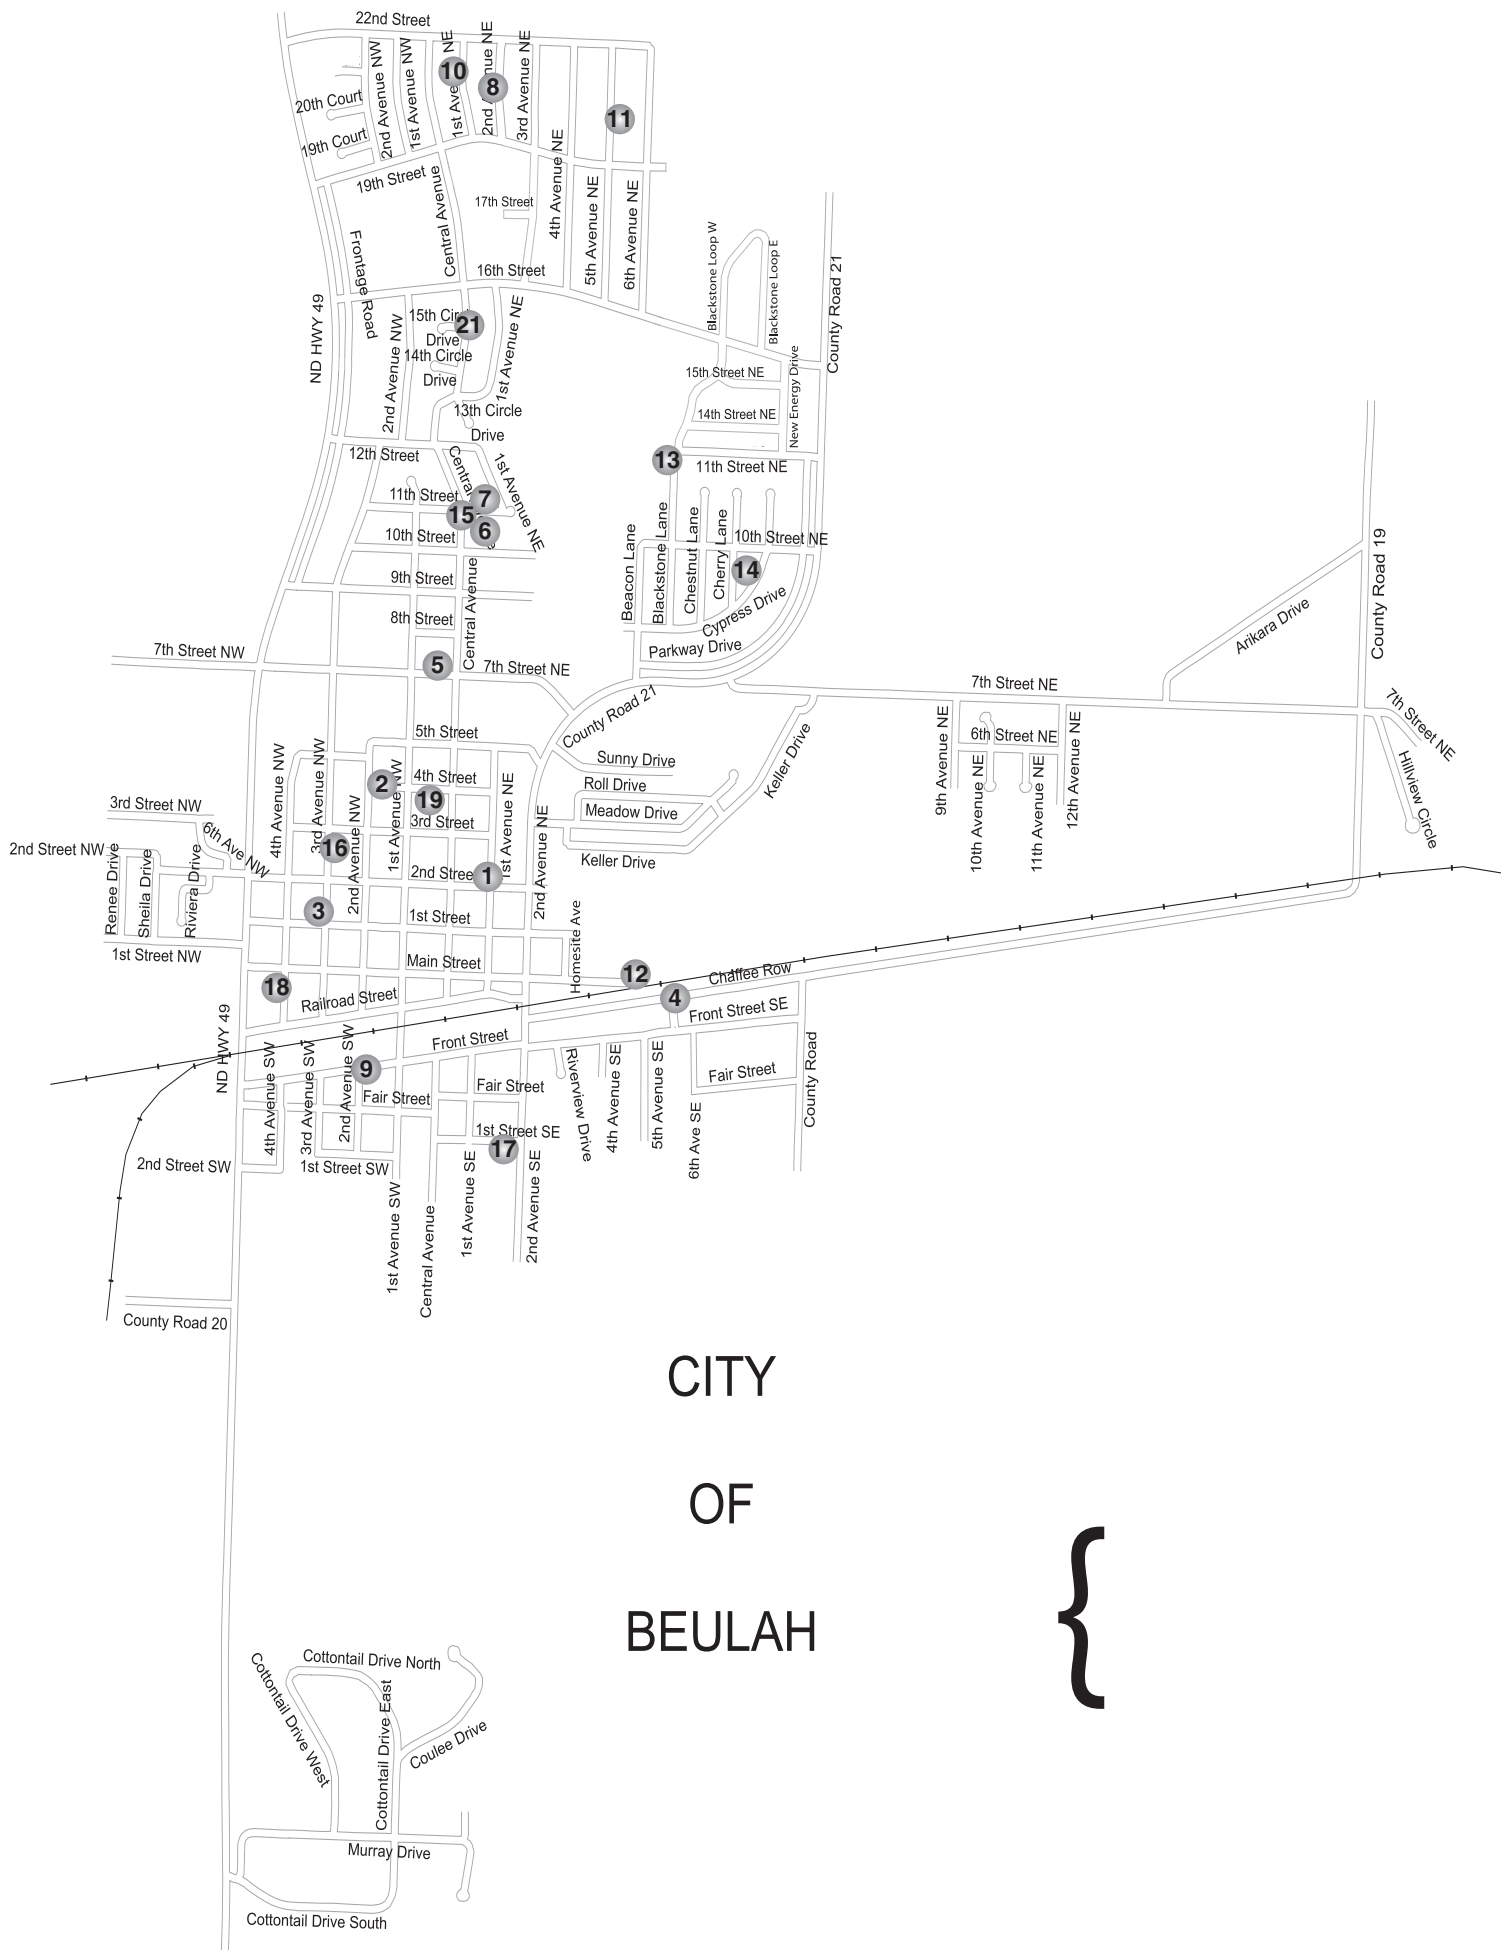 22nd Street
2nd Avenue NW
1st Avenue NW
1st Ave NE
2nd Avenue NE
3rd Avenue NE
10
8
11
20th Court
19th Court
19th Street
Central Avenue
17th Street
4th Avenue NE
5th Avenue NE
6th Avenue NE
Frontage Road
16th Street
ND HWY 49
15th Cir
Drive
21
14th Circle
Drive
2nd Avenue NW
1st Avenue NE
13th Circle
Drive
Blackstone Loop W
Blackstone Loop E
County Road 21
15th Street NE
New Energy Drive
14th Street NE
12th Street
13
11th Street NE
Central
1st Avenue NE
11th Street
7
15
6
10th Street
Beacon Lane
Blackstone Lane
Chestnut Lane
Cherry Lane
10th Street NE
14
Cypress Drive
Parkway Drive
9th Street
8th Street
Central Avenue
7th Street NW
5
7th Street NE
County Road 21
Arikara Drive
County Road 19
7th Street NE
7th Street NE
Hillview Circle
9th Avenue NE
6th Street NE
10th Avenue NE
11th Avenue NE
12th Avenue NE
5th Street
Sunny Drive
Roll Drive
Meadow Drive
Keller Drive
Keller Drive
4th Avenue NW
3rd Avenue NW
2
4th Street
19
1st Avenue NW
3rd Street
1st Avenue NE
2nd Avenue NE
3rd Street NW
6th Ave NW
2nd Street NW
Renee Drive
Sheila Drive
Riviera Drive
16
2nd Avenue NW
2nd Stree
1
3
1st Street
1st Street NW
Main Street
Homesite Ave
12
Chaffee Row
18
Railroad Street
4
Front Street SE
ND HWY 49
Front Street
4th Avenue SW
3rd Avenue SW
2nd Avenue SW
9
Fair Street
Fair Street
Riverview Drive
4th Avenue SE
5th Avenue SE
Fair Street
6th Ave SE
County Road
1st Street SE
17
2nd Street SW
1st Street SW
1st Avenue SW
Central Avenue
1st Avenue SE
2nd Avenue SE
County Road 20
CITY
OF
BEULAH
{
Cottontail Drive North
Cottontail Drive West
Cottontail Drive East
Coulee Drive
Murray Drive
Cottontail Drive South